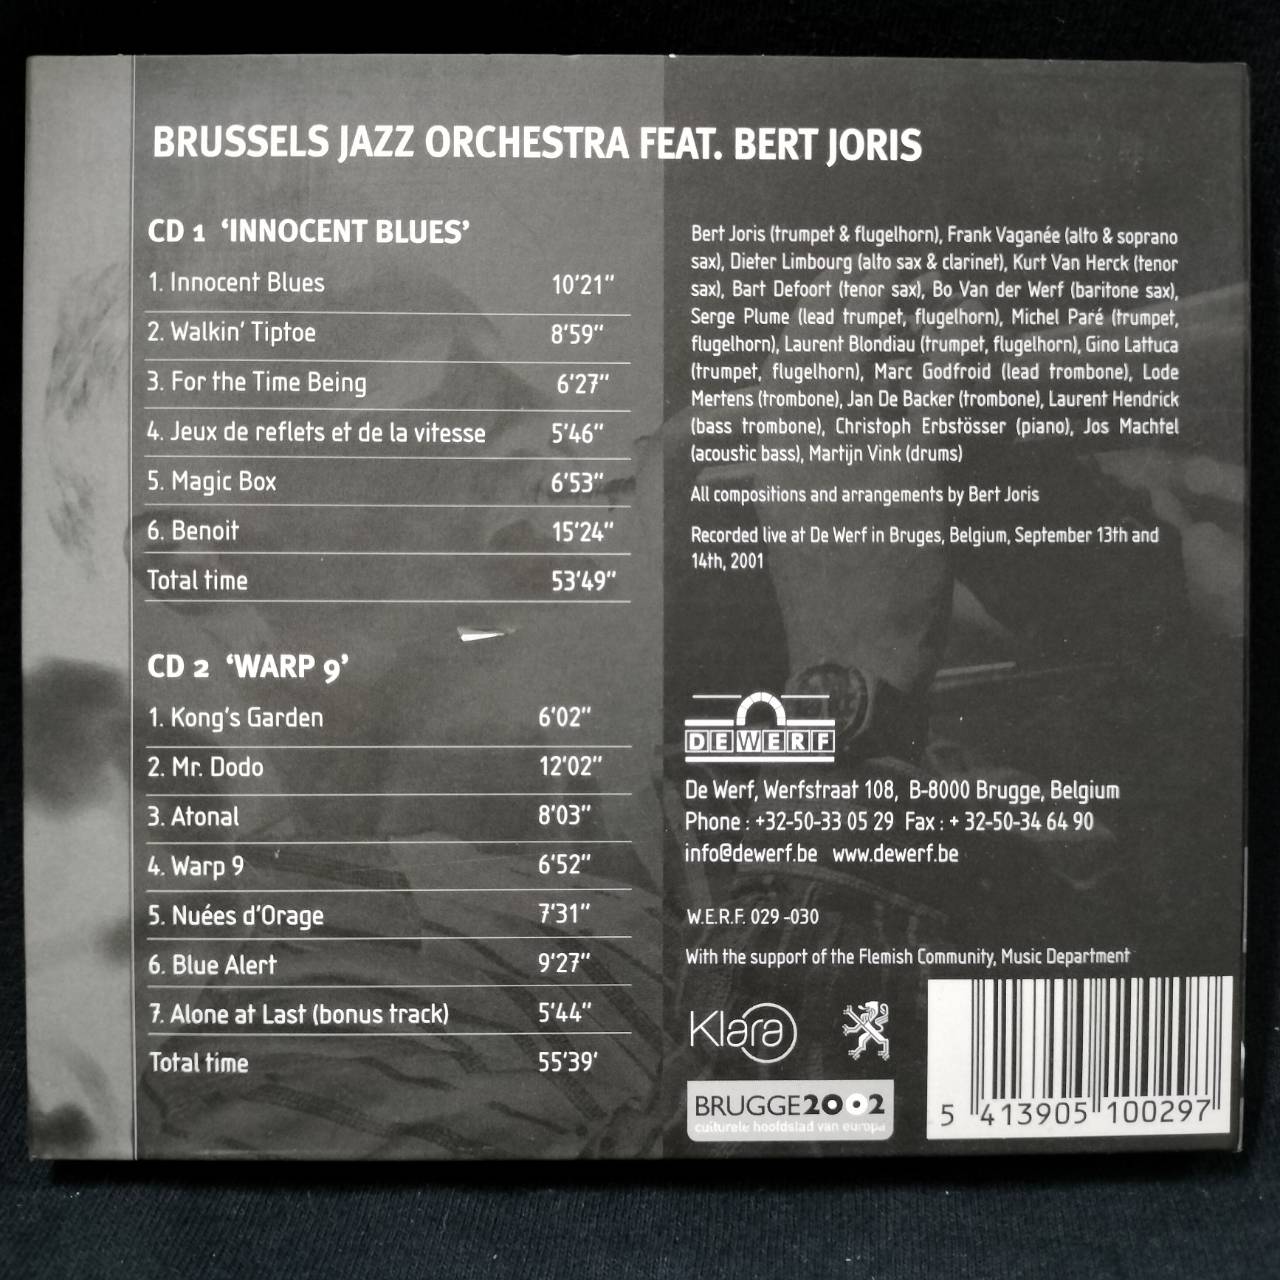 BRUSSELS JAZZ ORCHESTRA FEAT. BERT JORIS
CD 1 ‘INNOCENT BLUES’
1. Innocent Blues 10’21’’
2. Walkin’ Tiptoe 8’59’’
3. For the Time Being 6’27’’
4. Jeux de reflets et de la vitesse 5’46’’
5. Magic Box 6’53’’
6. Benoit 15’24’’
Total time 53’49’’
CD 2 ‘WARP 9’
1. Kong’s Garden 6’02’’
2. Mr. Dodo 12’02’’
3. Atonal 8’03’’
4. Warp 9 6’52’’
5. Nuées d’Orage 7’31’’
6. Blue Alert 9’27’’
7. Alone at Last (bonus track) 5’44’’
Total time 55’39’
Bert Joris (trumpet & flugelhorn), Frank Vaganée (alto & soprano
sax), Dieter Limbourg (alto sax & clarinet), Kurt Van Herck (tenor
sax), Bart Defoort (tenor sax), Bo Van der Werf (baritone sax),
Serge Plume (lead trumpet, flugelhorn), Michel Paré (trumpet,
flugelhorn), Laurent Blondiau (trumpet, flugelhorn), Gino Lattuca
(trumpet, flugelhorn), Marc Godfroid (lead trombone), Lode
Mertens (trombone), Jan De Backer (trombone), Laurent Hendrick
(bass trombone), Christoph Erbstösser (piano), Jos Machtel
(acoustic bass), Martijn Vink (drums)
All compositions and arrangements by Bert Joris
Recorded live at De Werf in Bruges, Belgium, September 13th and
14th, 2001
DE WERF
De Werf, Werfstraat 108, B-8000 Brugge, Belgium
Phone : +32-50-33 05 29 Fax : + 32-50-34 64 90
info@dewerf.be www.dewerf.be
W.E.R.F. 029 -030
With the support of the Flemish Community, Music Department
Klara
BRUGGE2002
culturele hoofdstad van europa
5 413905 100297